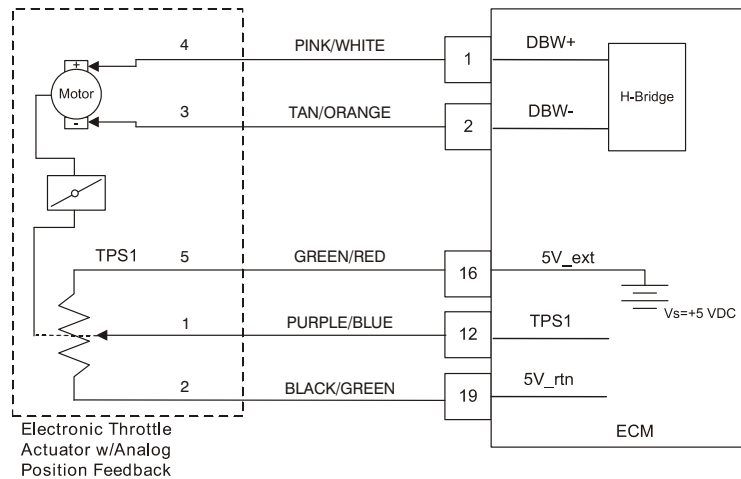 4 PINK/WHITE 1 DBW+
+
Motor
-
H-Bridge
3 TAN/ORANGE 2 DBW-
TPS1 5 GREEN/RED 16 5V_ext
Vs=+5 VDC
1 PURPLE/BLUE 12 TPS1
2 BLACK/GREEN 19 5V_rtn
ECM
Electronic Throttle
Actuator w/Analog
Position Feedback